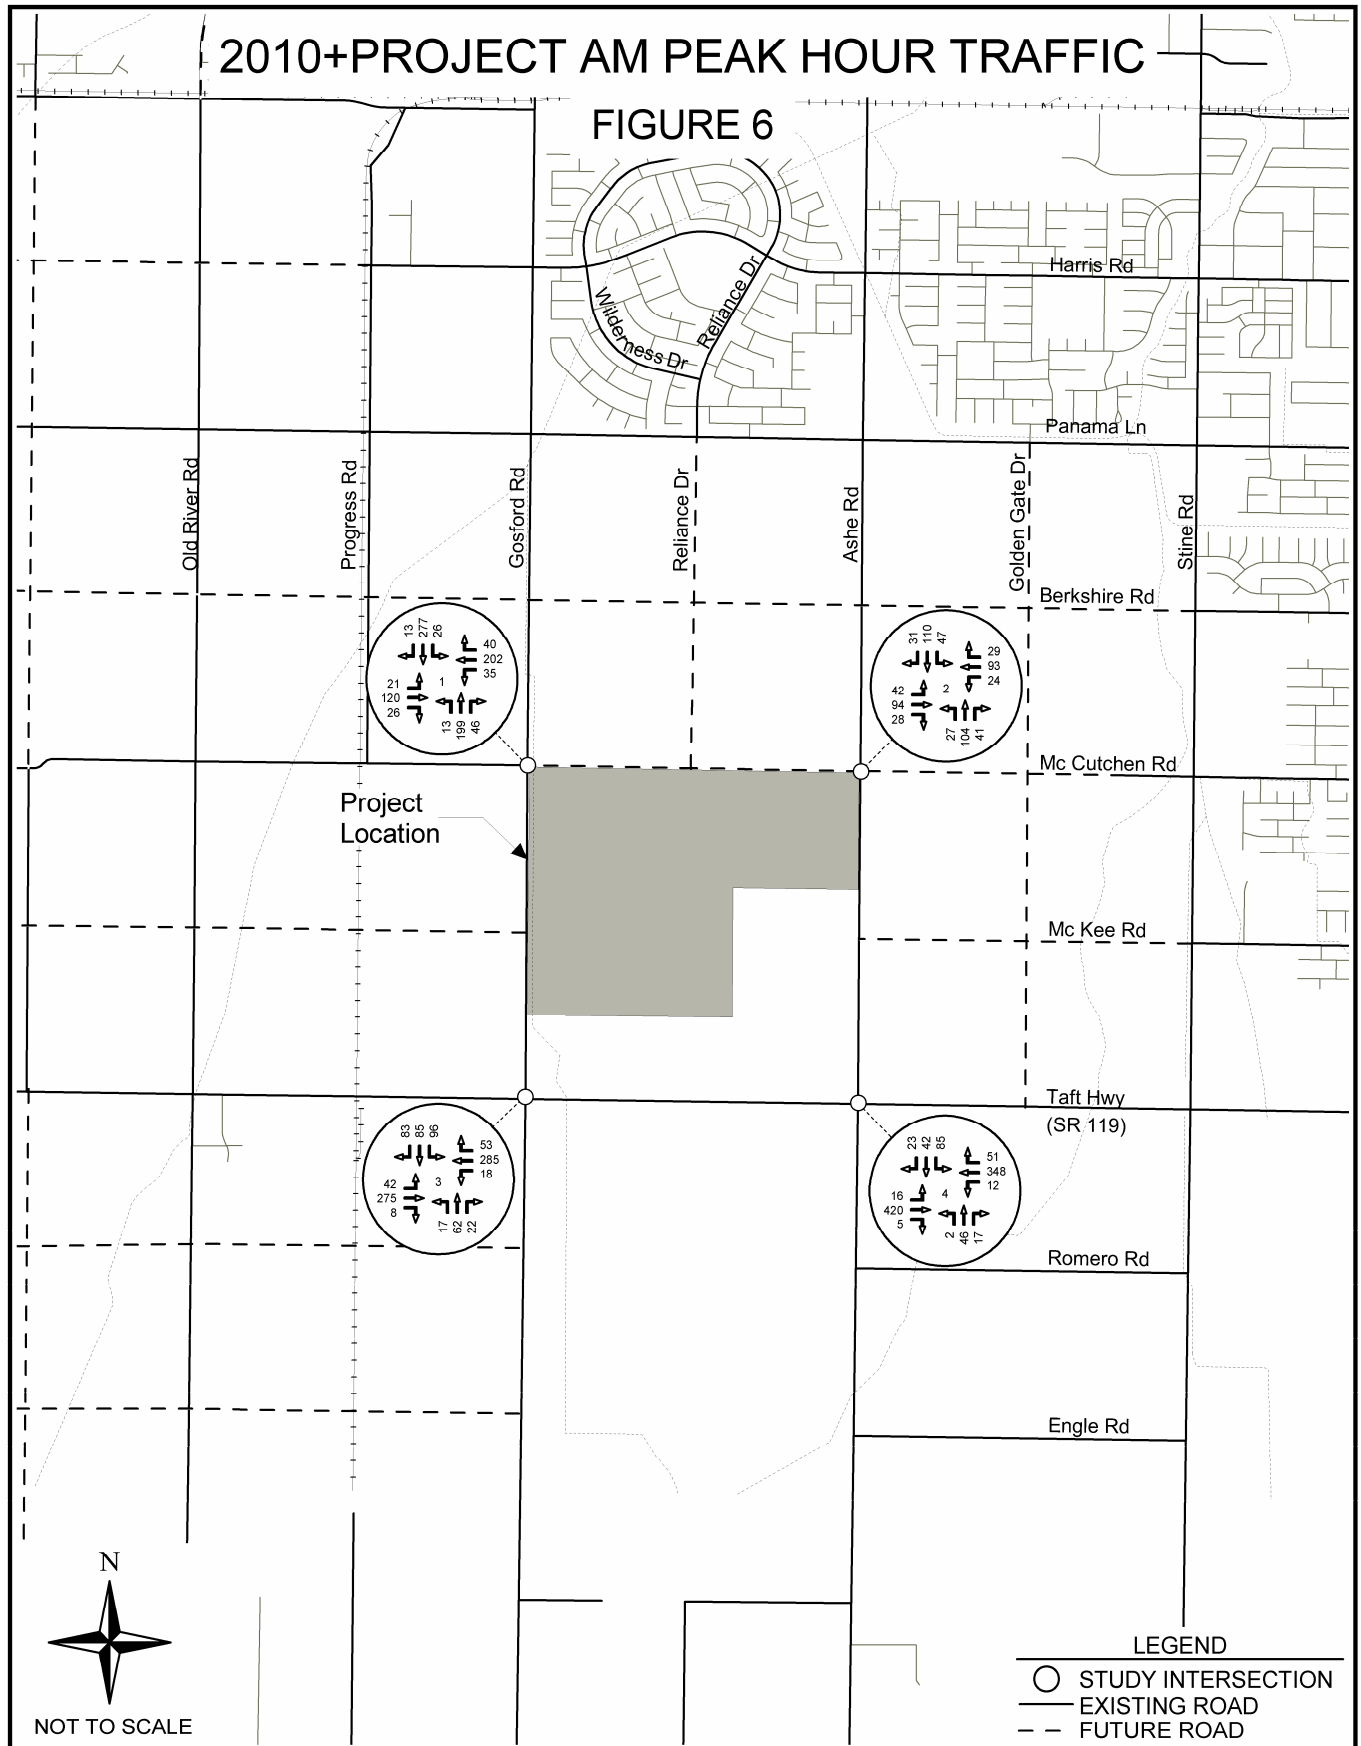 2010+PROJECT AM PEAK HOUR TRAFFIC
FIGURE 6
Harris Rd
Wilderness Dr
Reliance Dr
Panama Ln
Old River Rd
Progress Rd
Gosford Rd
Reliance Dr
Ashe Rd
Golden Gate Dr
Stine Rd
Berkshire Rd
13 277 26
40
202
35
21
120
26
1
13 199 46
31 110 47
29
93
24
42
94
28
2
27 104 41
Mc Cutchen Rd
Project
Location
Mc Kee Rd
Taft Hwy
(SR 119)
83 85 96
53
285
18
42
275
8
3
17 62 22
23 42 85
51
348
12
16
420
5
4
2 46 17
Romero Rd
Engle Rd
N
NOT TO SCALE
LEGEND
STUDY INTERSECTION
EXISTING ROAD
FUTURE ROAD